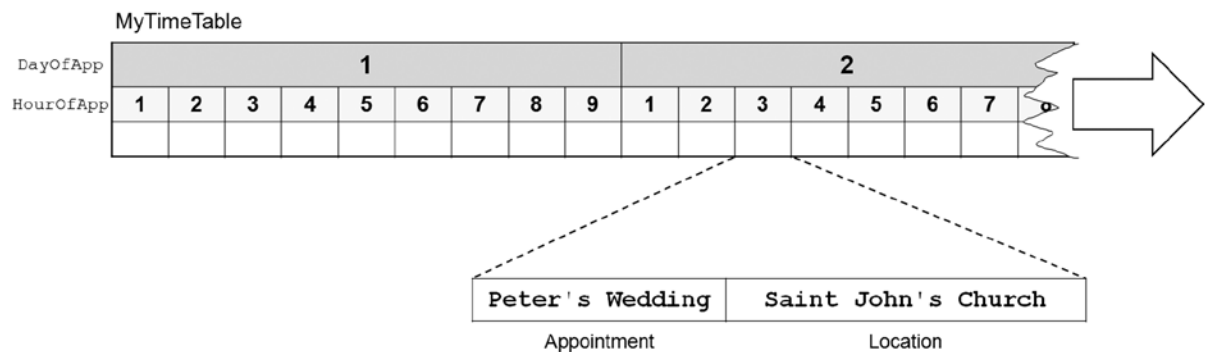 MyTimeTable
DayOfApp 1 2
HourOfApp 1 2 3 4 5 6 7 8 9 1 2 3 4 5 6 7
Peter's Wedding Saint John's Church
Appointment Location